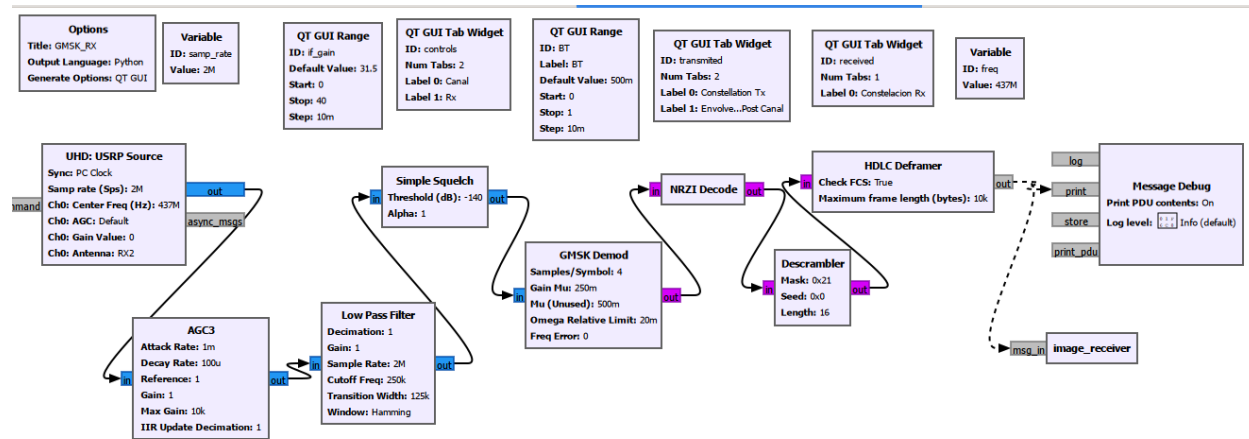 Options
Title: GMSK_RX
Output Language: Python
Generate Options: QT GUI
Variable
ID: samp_rate
Value: 2M
QT GUI Range
ID: if_gain
Default Value: 31.5
Start: 0
Stop: 40
Step: 10m
QT GUI Tab Widget
ID: controls
Num Tabs: 2
Label 0: Canal
Label 1: Rx
QT GUI Range
ID: BT
Label: BT
Default Value: 500m
Start: 0
Stop: 1
Step: 10m
QT GUI Tab Widget
ID: transmited
Num Tabs: 2
Label 0: Constellation Tx
Label 1: Envolve...Post Canal
QT GUI Tab Widget
ID: received
Num Tabs: 1
Label 0: Constelacion Rx
Variable
ID: freq
Value: 437M
UHD: USRP Source
Sync: PC Clock
Samp rate (Sps): 2M
Ch0: Center Freq (Hz): 437M
Ch0: AGC: Default
Ch0: Gain Value: 0
Ch0: Antenna: RX2
mmand
out
async_msgs
AGC3
Attack Rate: 1m
Decay Rate: 100u
Reference: 1
Gain: 1
Max Gain: 10k
IIR Update Decimation: 1
in
out
Low Pass Filter
Decimation: 1
Gain: 1
Sample Rate: 2M
Cutoff Freq: 250k
Transition Width: 125k
Window: Hamming
in
out
Simple Squelch
Threshold (dB): -140
Alpha: 1
in
out
GMSK Demod
Samples/Symbol: 4
Gain Mu: 250m
Mu (Unused): 500m
Omega Relative Limit: 20m
Freq Error: 0
in
out
NRZI Decode
in
out
Descrambler
Mask: 0x21
Seed: 0x0
Length: 16
in
out
HDLC Deframer
Check FCS: True
Maximum frame length (bytes): 10k
in
out
Message Debug
Print PDU contents: On
Log level: Info (default)
log
print
store
print_pdu
image_receiver
msg_in